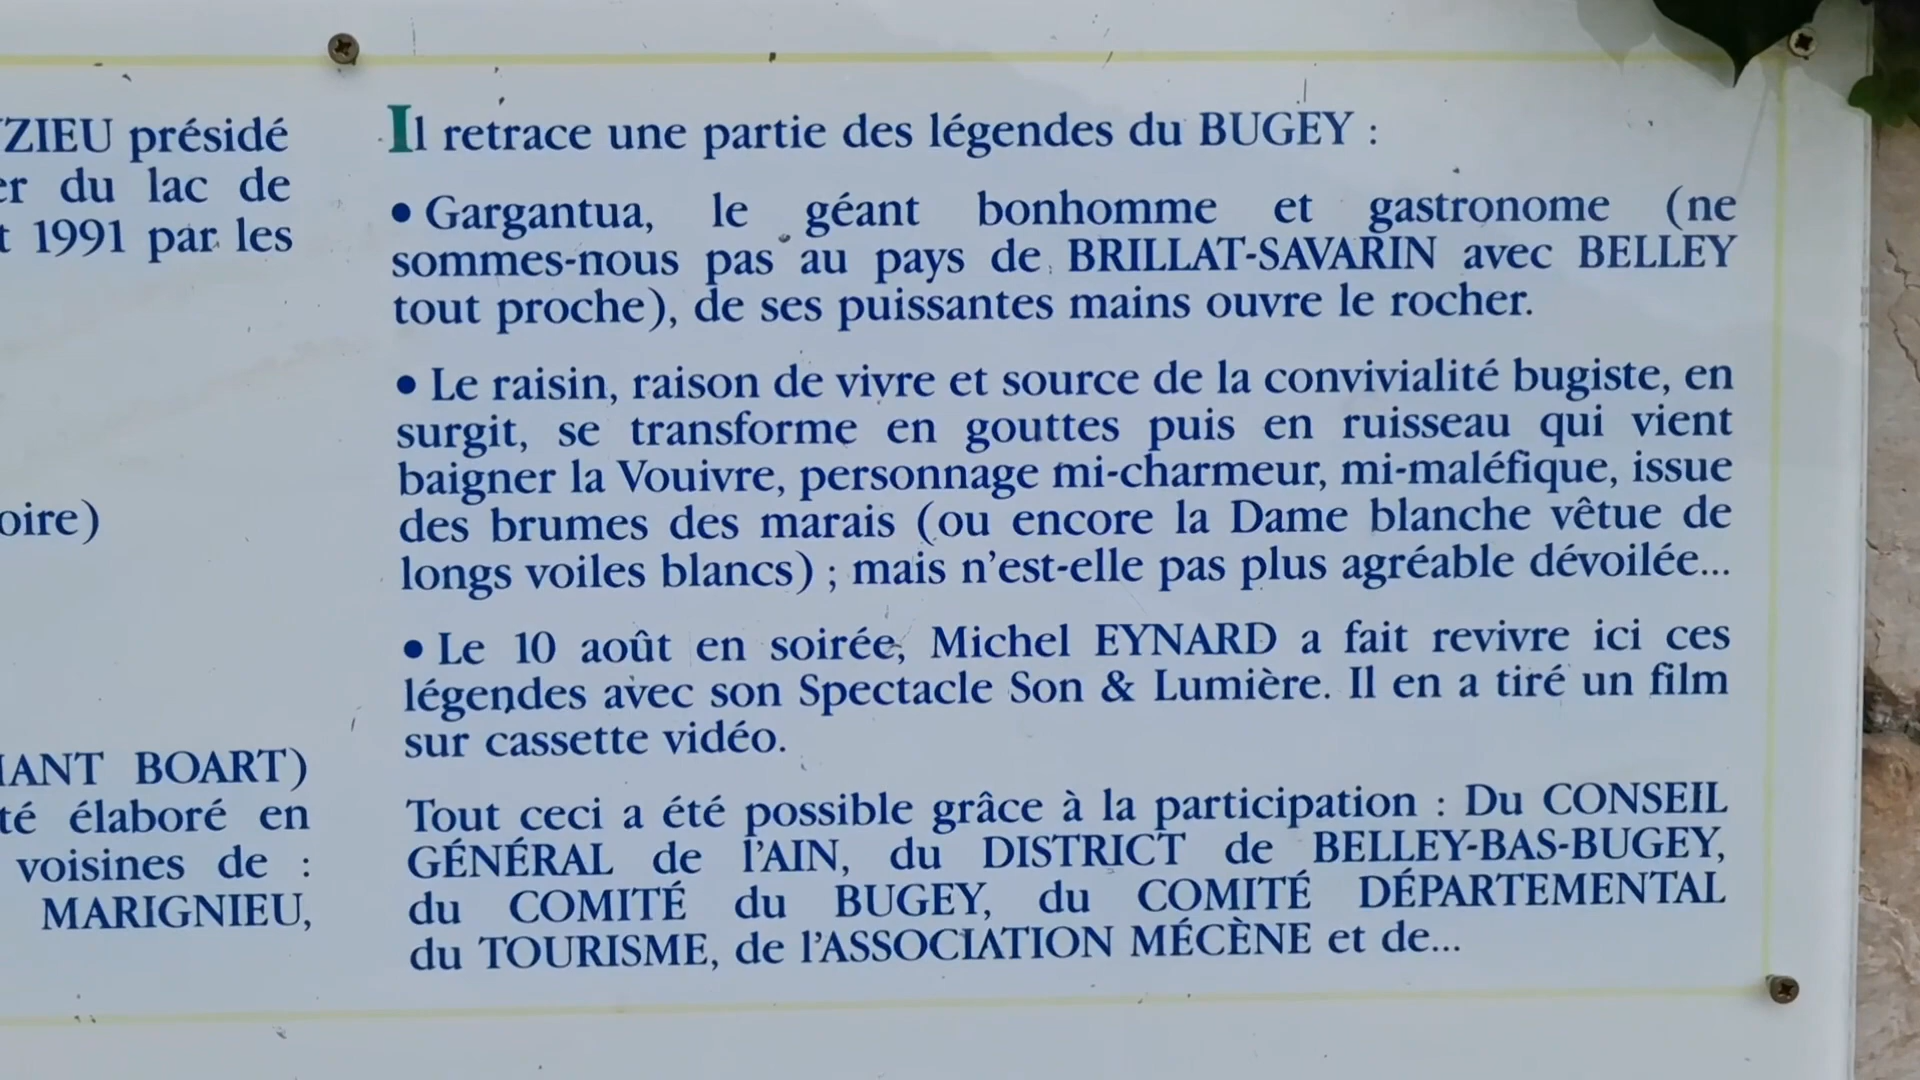 ZIEU présidé
er du lac de
t 1991 par les
oire)
IANT BOART)
té élaboré en
voisines de :
MARIGNIEU,
Il retrace une partie des légendes du BUGEY :
• Gargantua, le géant bonhomme et gastronome (ne
sommes-nous pas au pays de BRILLAT-SAVARIN avec BELLEY
tout proche), de ses puissantes mains ouvre le rocher.
• Le raisin, raison de vivre et source de la convivialité bugiste, en
surgit, se transforme en gouttes puis en ruisseau qui vient
baigner la Vouivre, personnage mi-charmeur, mi-maléfique, issue
des brumes des marais (ou encore la Dame blanche vêtue de
longs voiles blancs) ; mais n'est-elle pas plus agréable dévoilée...
• Le 10 août en soirée, Michel EYNARD a fait revivre ici ces
légendes avec son Spectacle Son & Lumière. Il en a tiré un film
sur cassette vidéo.
Tout ceci a été possible grâce à la participation : Du CONSEIL
GÉNÉRAL de l'AIN, du DISTRICT de BELLEY-BAS-BUGEY,
du COMITÉ du BUGEY, du COMITÉ DÉPARTEMENTAL
du TOURISME, de l'ASSOCIATION MÉCÈNE et de...